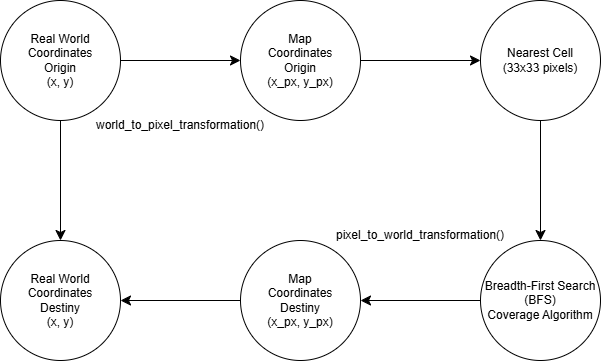 Real World
Coordinates
Origin
(x, y)
Map
Coordinates
Origin
(x_px, y_px)
Nearest Cell
(33x33 pixels)
world_to_pixel_transformation()
pixel_to_world_transformation()
Real World
Coordinates
Destiny
(x, y)
Map
Coordinates
Destiny
(x_px, y_px)
Breadth-First Search
(BFS)
Coverage Algorithm